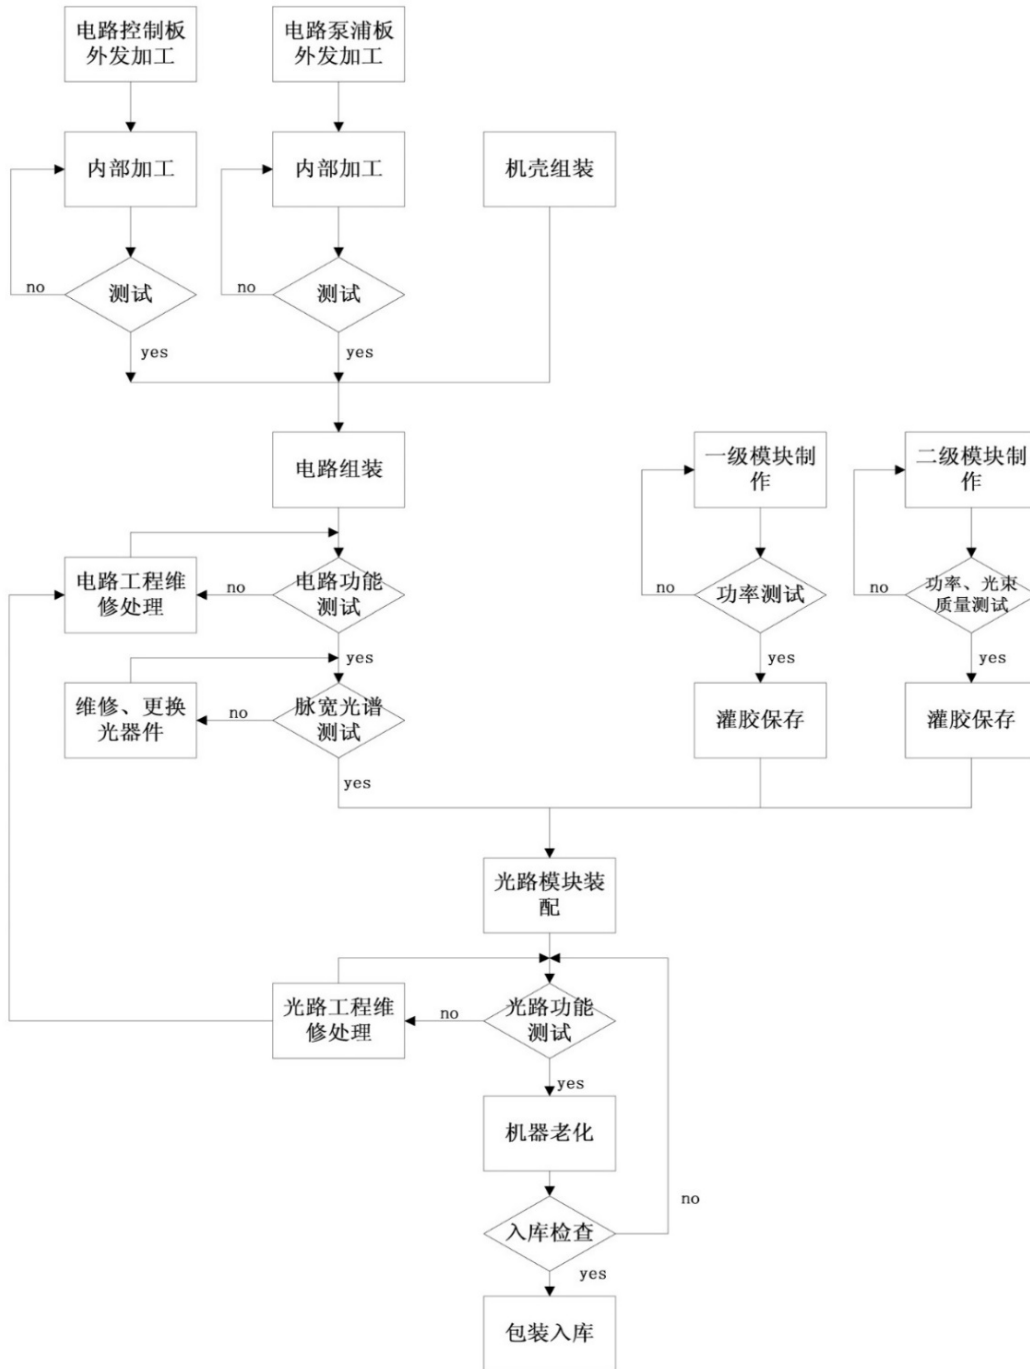 电路控制板
外发加工
电路泵浦板
外发加工
内部加工
内部加工
机壳组装
no
测试
no
测试
yes
yes
电路组装
一级模块制
作
二级模块制
作
电路工程维
修处理
no
电路功能
测试
no
功率测试
no
功率、光束
质量测试
yes
yes
yes
维修、更换
光器件
no
脉宽光谱
测试
灌胶保存
灌胶保存
yes
光路模块装
配
光路工程维
修处理
no
光路功能
测试
yes
机器老化
no
入库检查
yes
包装入库